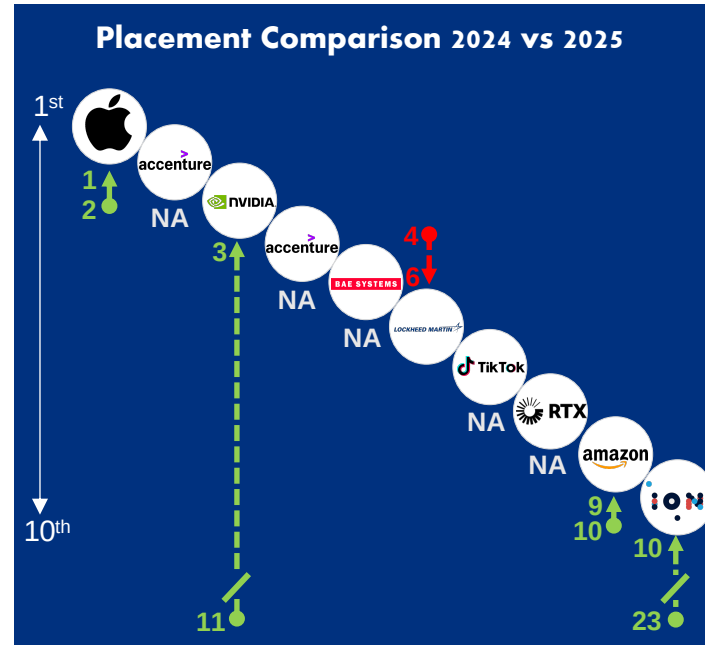 Placement Comparison 2024 vs 2025
1st
accenture
1
2
NA
NVIDIA
3
accenture
NA
4
6
BAE SYSTEMS
NA
LOCKHEED MARTIN
TikTok
NA
RTX
NA
amazon
9
10
ION
10
10th
11
23